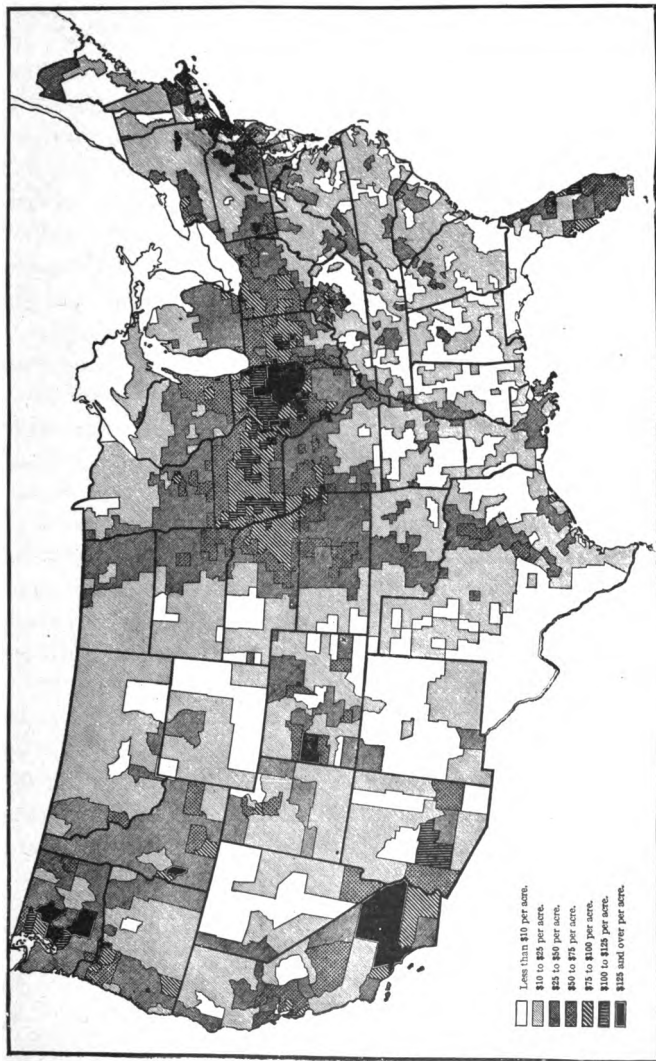 Less than $10 per acre.
$10 to $25 per acre.
$25 to $50 per acre.
$50 to $75 per acre.
$75 to $100 per acre.
$100 to $125 per acre.
$125 and over per acre.